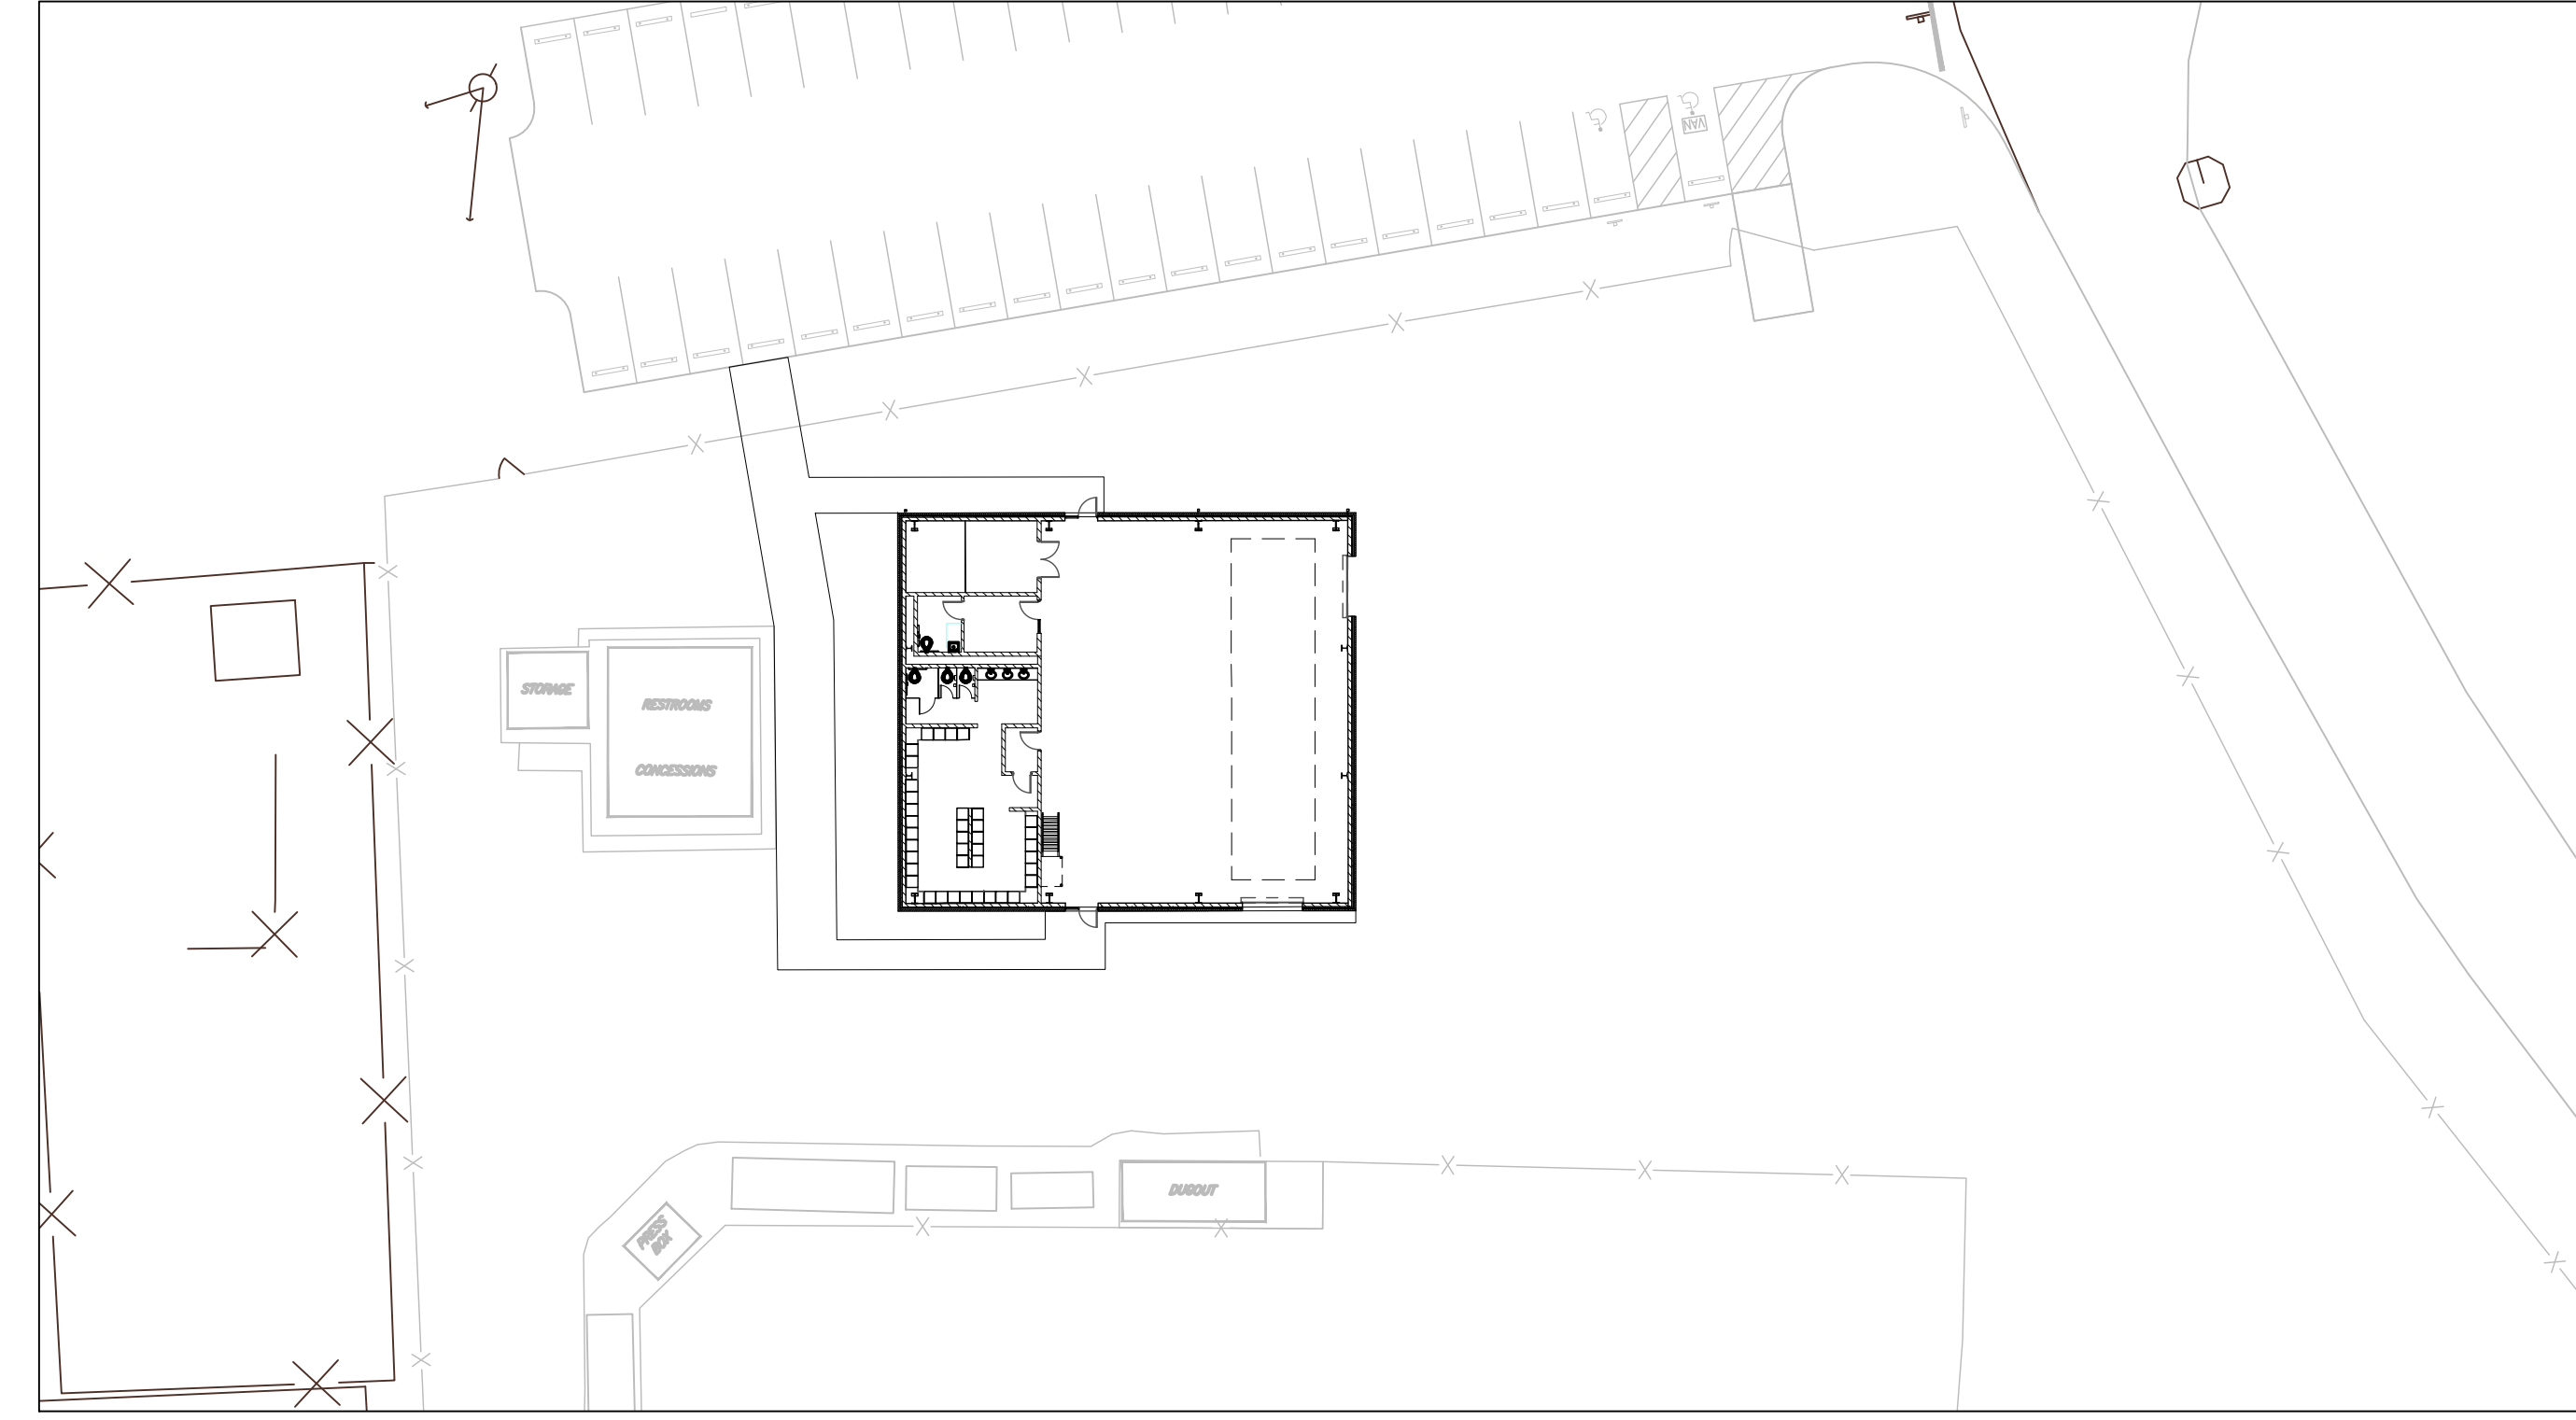 VAN
STORAGE
RESTROOMS
CONCESSIONS
DUGOUT
PRESS
BOX